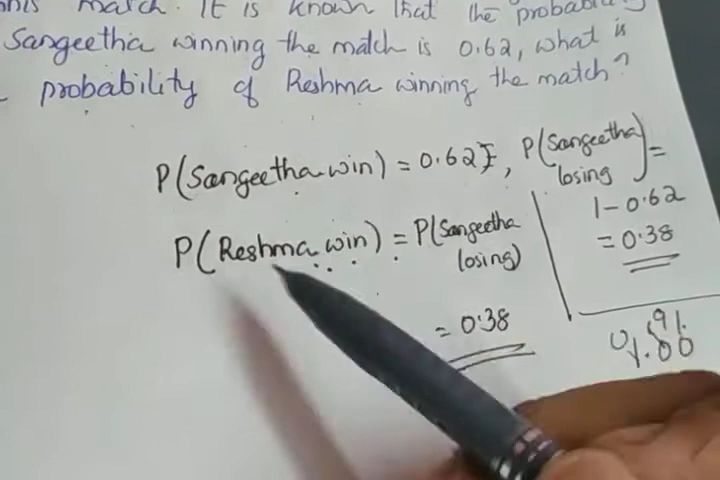 match. It is known that the
Sangeetha winning the match is 0.62, what is
probability of Reshma winning the match?
P(Sangeetha win) = 0.62, P(Sangeetha losing) =
1-0.62
= 0.38
P(Reshma win) = P(Sangeetha losing)
= 0.38